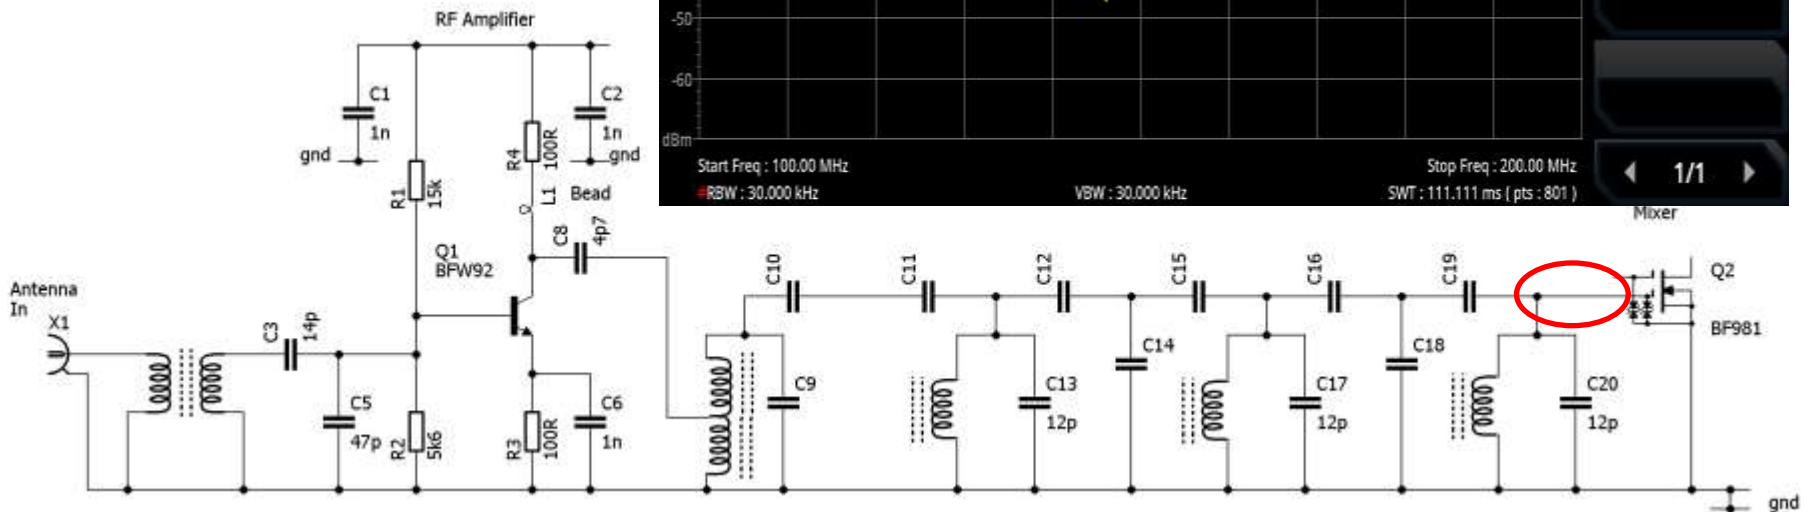 RF Amplifier
-50
-60
dBm
Start Freq : 100.00 MHz
Stop Freq : 200.00 MHz
#RBW : 30.000 kHz
VBW : 30.000 kHz
SWT : 111.111 ms ( pts : 801 )
1/1
C1
1n
gnd
R1
15k
R4
100R
C2
1n
gnd
L1
Bead
C8
4p7
Q1
BFW92
Antenna
In
X1
C3
14p
C5
47p
R2
5k6
R3
100R
C6
1n
C9
C10
C11
C13
12p
C12
C14
C15
C17
12p
C16
C18
C19
C20
12p
Mixer
Q2
BF981
gnd